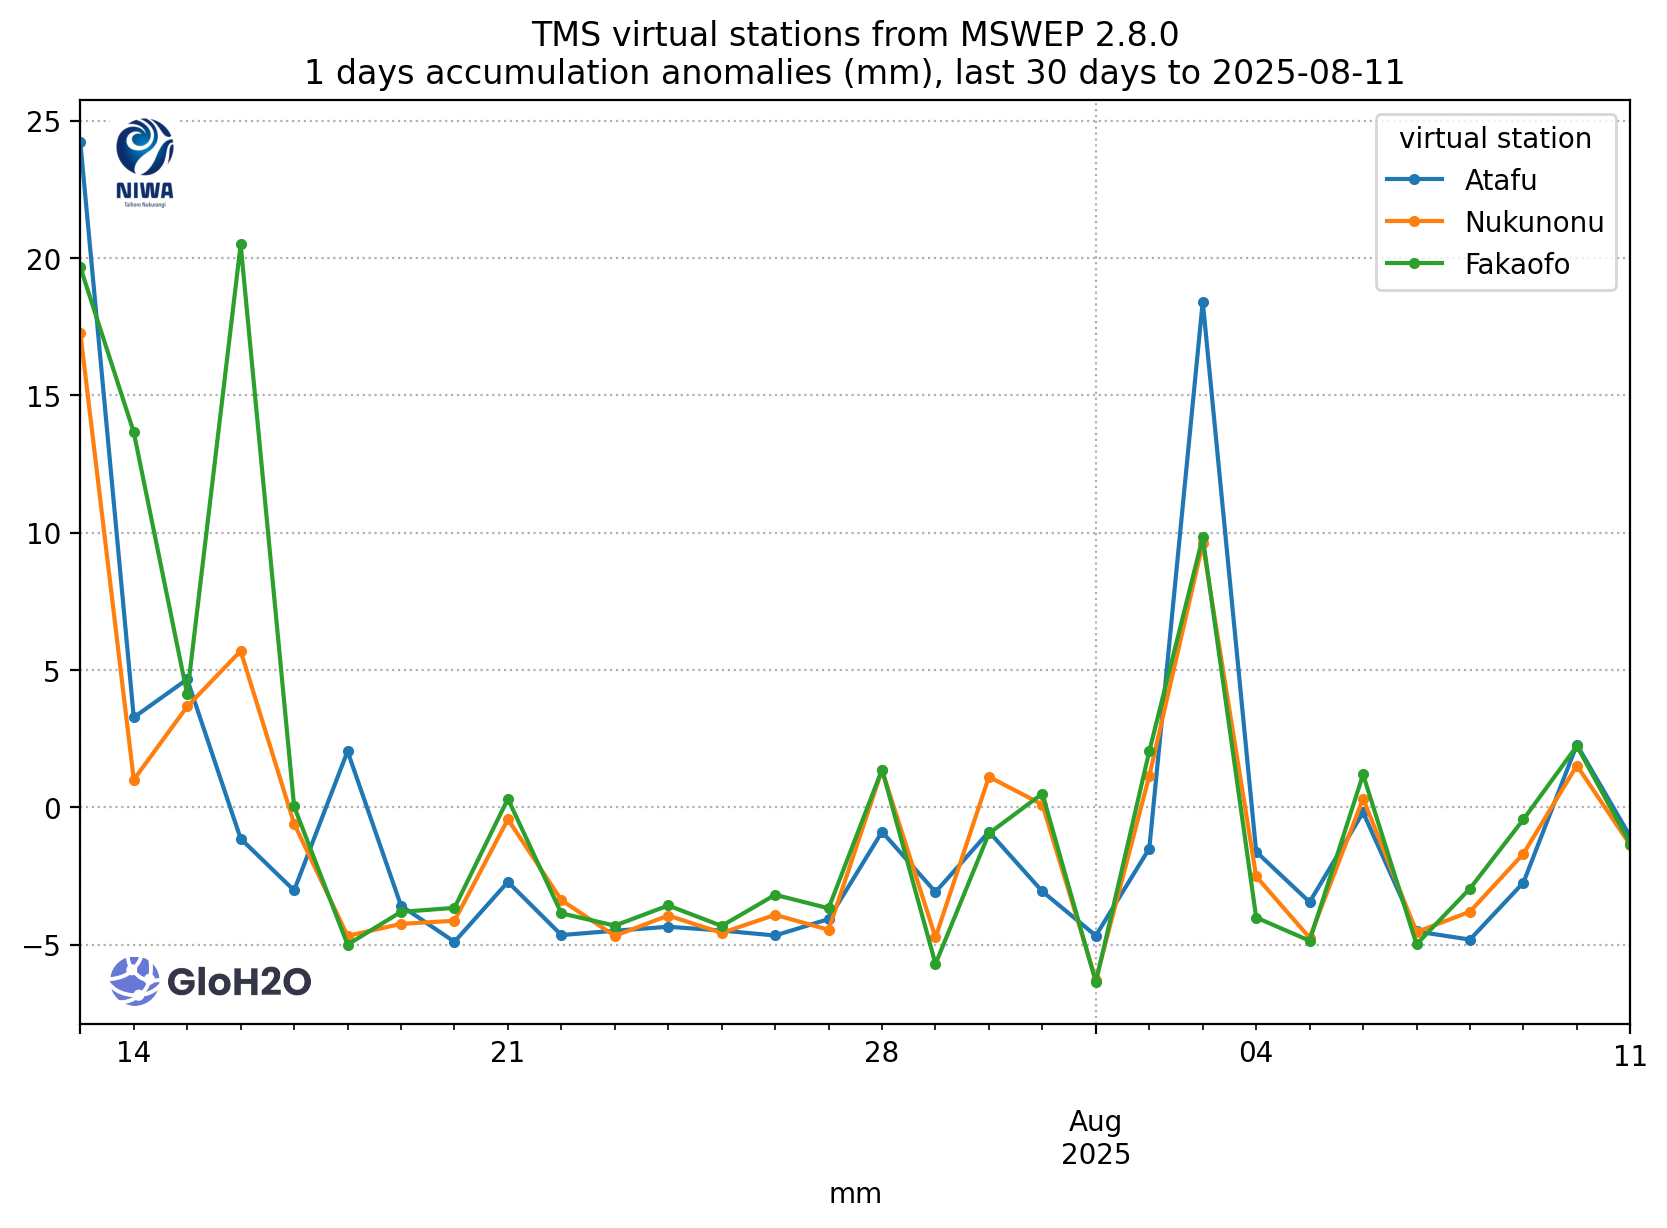 TMS virtual stations from MSWEP 2.8.0
1 days accumulation anomalies (mm), last 30 days to 2025-08-11
25
20
15
10
5
0
−5
NIWA
Taihoro Nukurangi
virtual station
Atafu
Nukunonu
Fakaofo
GloH2O
14
21
28
04
11
Aug
2025
mm